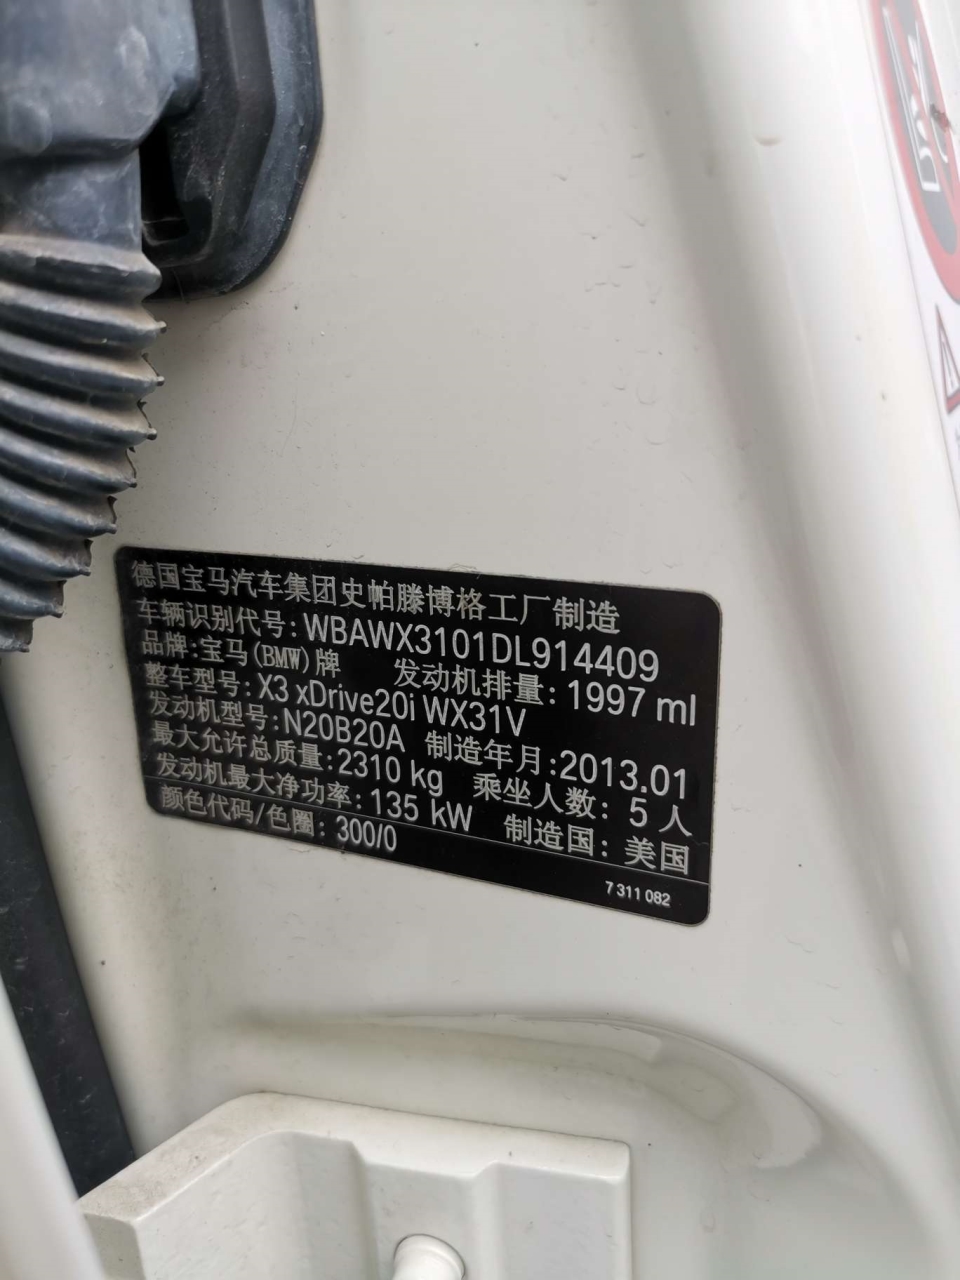 德国宝马汽车集团史帕滕博格工厂制造
车辆识别代号: WBAWX3101DL914409
品牌: 宝马(BMW)牌 发动机排量: 1997 ml
整车型号: X3 xDrive20i WX31V
发动机型号: N20B20A 制造年月: 2013.01
最大允许总质量: 2310 kg 乘坐人数: 5 人
发动机最大净功率: 135 kW 制造国: 美国
颜色代码/色圈: 300/0
7 311 082